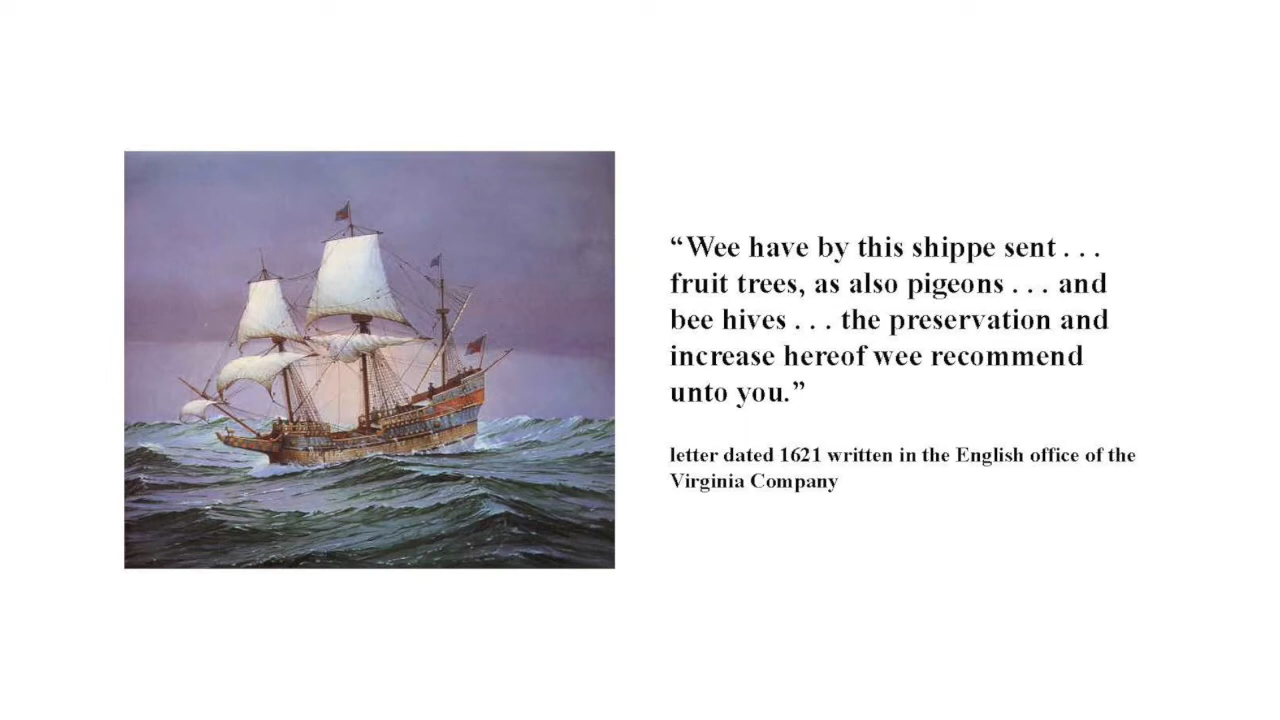 “Wee have by this shippe sent . . .
fruit trees, as also pigeons . . . and
bee hives . . . the preservation and
increase hereof wee recommend
unto you.”
letter dated 1621 written in the English office of the
Virginia Company